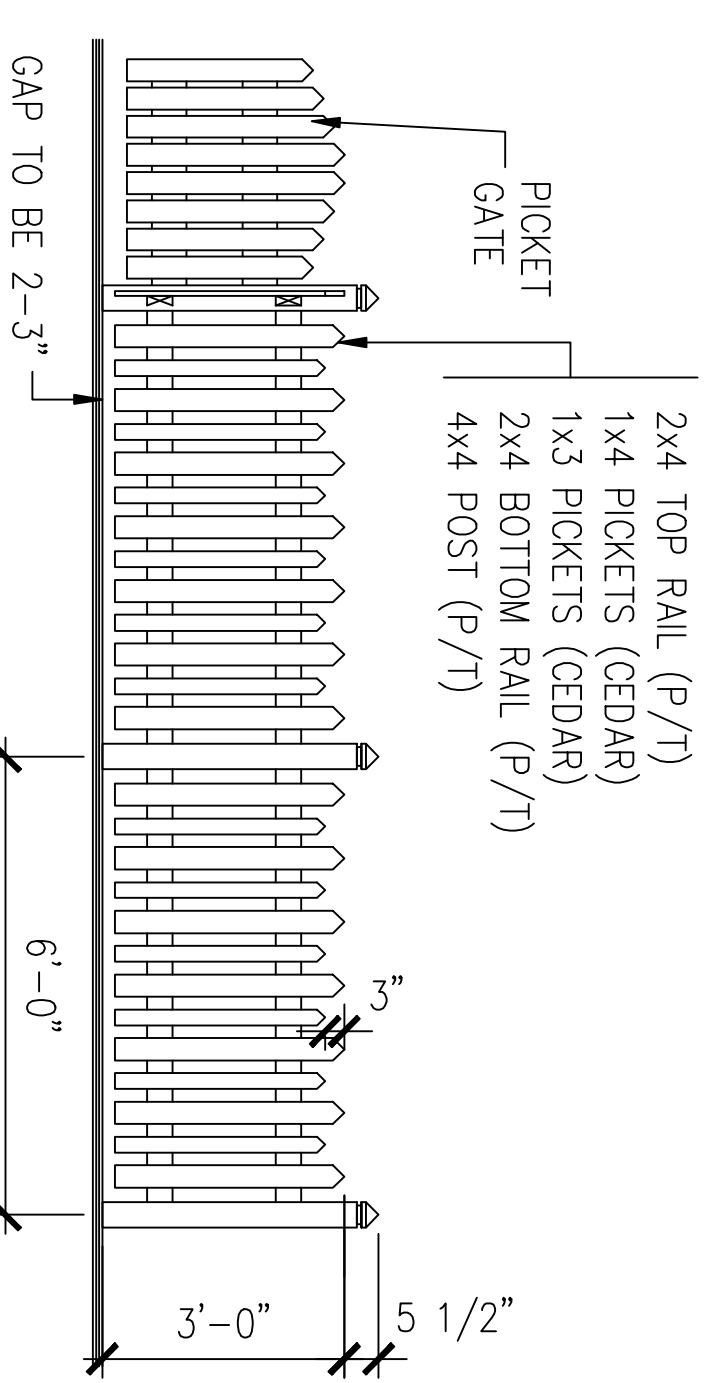 PICKET
GATE
2x4 TOP RAIL (P/T)
1x4 PICKETS (CEDAR)
1x3 PICKETS (CEDAR)
2x4 BOTTOM RAIL (P/T)
4x4 POST (P/T)
GAP TO BE 2-3"
6'-0"
3"
3'-0"
5 1/2"